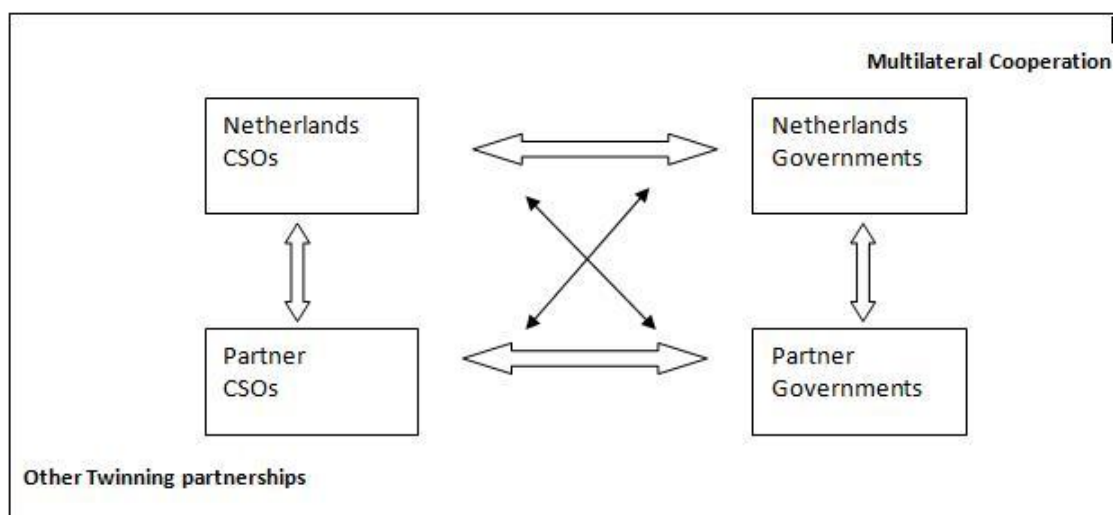 Multilateral Cooperation
Netherlands
CSOs
Netherlands
Governments
Partner
CSOs
Partner
Governments
Other Twinning partnerships